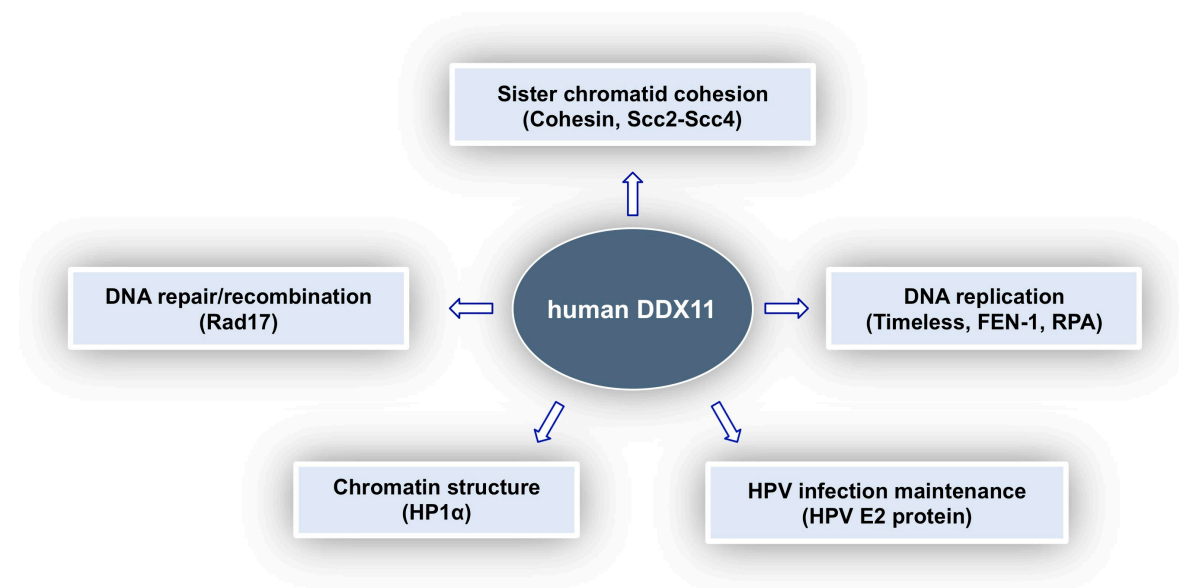 Sister chromatid cohesion
(Cohesin, Scc2-Scc4)
DNA repair/recombination
(Rad17)
human DDX11
DNA replication
(Timeless, FEN-1, RPA)
Chromatin structure
(HP1α)
HPV infection maintenance
(HPV E2 protein)